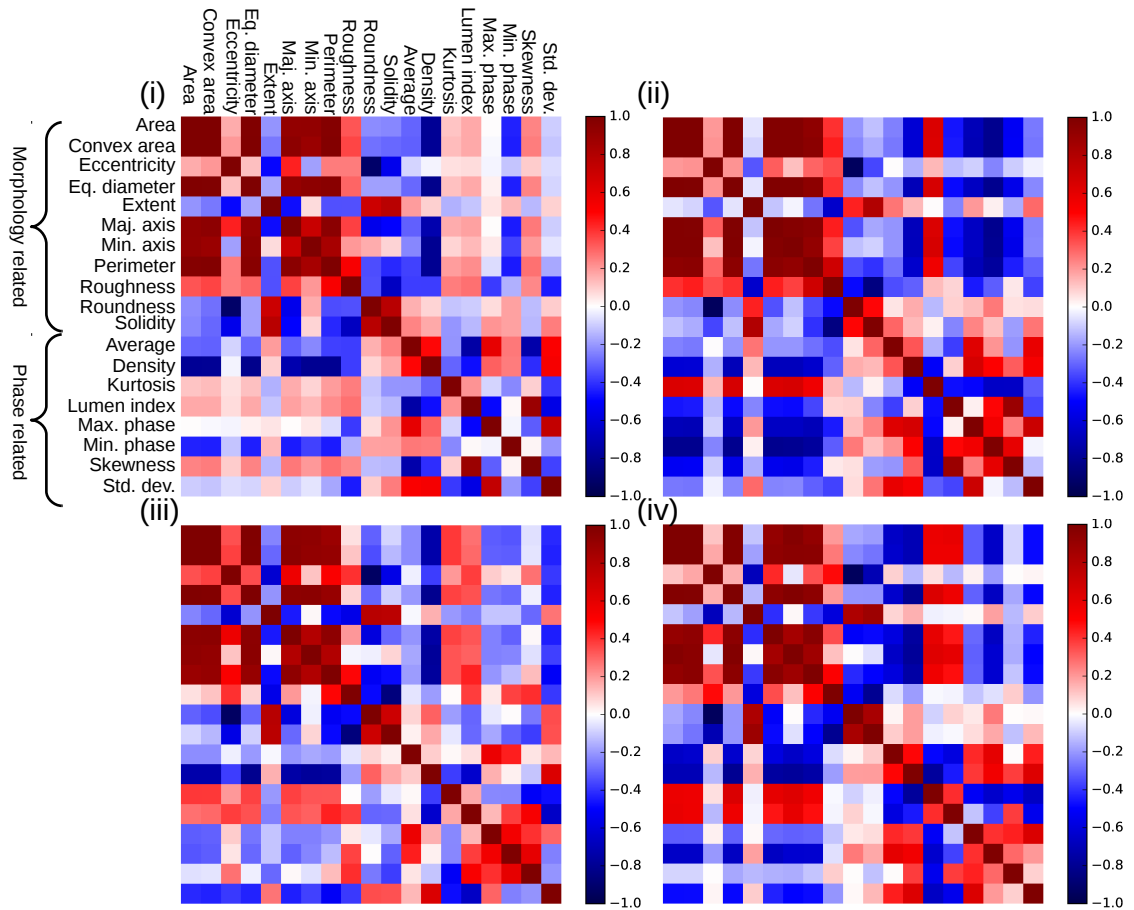 (i)
Area
Convex area
Eccentricity
Eq. diameter
Extent
Maj. axis
Min. axis
Perimeter
Roughness
Roundness
Solidity
Average
Density
Kurtosis
Lumen index
Max. phase
Min. phase
Skewness
Std. dev.
Morphology related
Phase related
Area
Convex area
Eccentricity
Eq. diameter
Extent
Maj. axis
Min. axis
Perimeter
Roughness
Roundness
Solidity
Average
Density
Kurtosis
Lumen index
Max. phase
Min. phase
Skewness
Std. dev.
1.0
0.8
0.6
0.4
0.2
0.0
−0.2
−0.4
−0.6
−0.8
−1.0
(ii)
1.0
0.8
0.6
0.4
0.2
0.0
−0.2
−0.4
−0.6
−0.8
−1.0
(iii)
1.0
0.8
0.6
0.4
0.2
0.0
−0.2
−0.4
−0.6
−0.8
−1.0
(iv)
1.0
0.8
0.6
0.4
0.2
0.0
−0.2
−0.4
−0.6
−0.8
−1.0